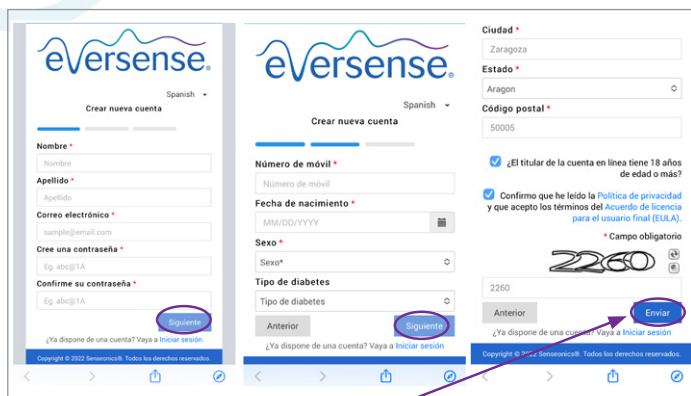 eversense.
Spanish
Crear nueva cuenta
Nombre *
Nombre
Apellido *
Apellido
Correo electrónico *
sample@email.com
Cree una contraseña *
Eg. abc@1A
Confirme su contraseña *
Eg. abc@1A
Siguiente
¿Ya dispone de una cuenta? Vaya a Iniciar sesión
Copyright © 2022 Senseonics®. Todos los derechos reservados.
eversense.
Spanish
Crear nueva cuenta
Número de móvil *
Número de móvil
Fecha de nacimiento *
MM/DD/YYYY
Sexo *
Sexo*
Tipo de diabetes
Tipo de diabetes
Anterior Siguiente
¿Ya dispone de una cuenta? Vaya a Iniciar sesión
Ciudad *
Zaragoza
Estado *
Aragon
Código postal *
50005
¿El titular de la cuenta en línea tiene 18 años
de edad o más?
Confirmo que he leído la Política de privacidad
y que acepto los términos del Acuerdo de licencia
para el usuario final (EULA).
* Campo obligatorio
2260
2260
Anterior Enviar
¿Ya dispone de una cuenta? Vaya a Iniciar sesión
Copyright © 2022 Senseonics®. Todos los derechos reservados.